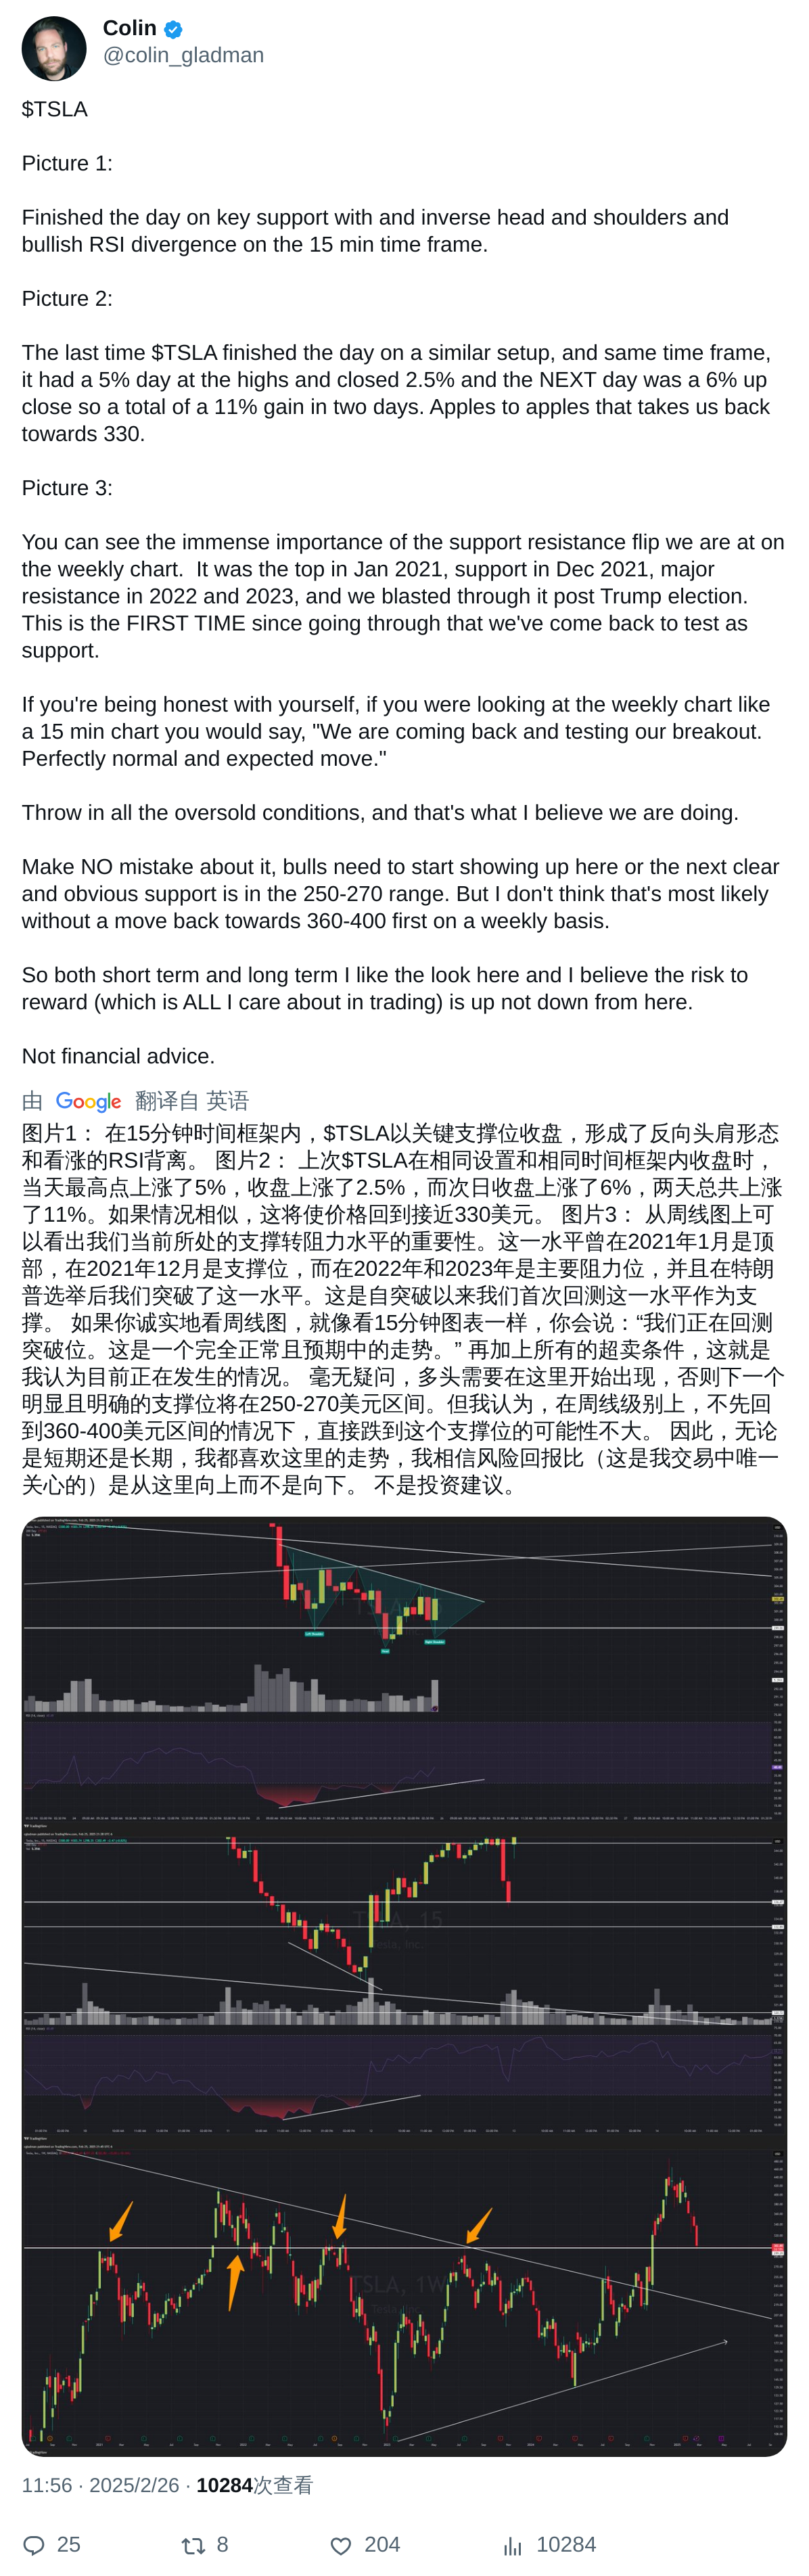 Colin
@colin_gladman
$TSLA
Picture 1:
Finished the day on key support with and inverse head and shoulders and
bullish RSI divergence on the 15 min time frame.
Picture 2:
The last time $TSLA finished the day on a similar setup, and same time frame,
it had a 5% day at the highs and closed 2.5% and the NEXT day was a 6% up
close so a total of a 11% gain in two days. Apples to apples that takes us back
towards 330.
Picture 3:
You can see the immense importance of the support resistance flip we are at on
the weekly chart.  It was the top in Jan 2021, support in Dec 2021, major
resistance in 2022 and 2023, and we blasted through it post Trump election.
This is the FIRST TIME since going through that we've come back to test as
support.
If you're being honest with yourself, if you were looking at the weekly chart like
a 15 min chart you would say, "We are coming back and testing our breakout.
Perfectly normal and expected move."
Throw in all the oversold conditions, and that's what I believe we are doing.
Make NO mistake about it, bulls need to start showing up here or the next clear
and obvious support is in the 250-270 range. But I don't think that's most likely
without a move back towards 360-400 first on a weekly basis.
So both short term and long term I like the look here and I believe the risk to
reward (which is ALL I care about in trading) is up not down from here.
Not financial advice.
由 Google 翻译自 英语
图片1： 在15分钟时间框架内，$TSLA以关键支撑位收盘，形成了反向头肩形态
和看涨的RSI背离。 图片2： 上次$TSLA在相同设置和相同时间框架内收盘时，
当天最高点上涨了5%，收盘上涨了2.5%，而次日收盘上涨了6%，两天总共上涨
了11%。如果情况相似，这将使价格回到接近330美元。 图片3： 从周线图上可
以看出我们当前所处的支撑转阻力水平的重要性。这一水平曾在2021年1月是顶
部，在2021年12月是支撑位，而在2022年和2023年是主要阻力位，并且在特朗
普选举后我们突破了这一水平。这是自突破以来我们首次回测这一水平作为支
撑。 如果你诚实地看周线图，就像看15分钟图表一样，你会说：“我们正在回测
突破位。这是一个完全正常且预期中的走势。” 再加上所有的超卖条件，这就是
我认为目前正在发生的情况。 毫无疑问，多头需要在这里开始出现，否则下一个
明显且明确的支撑位将在250-270美元区间。但我认为，在周线级别上，不先回
到360-400美元区间的情况下，直接跌到这个支撑位的可能性不大。 因此，无论
是短期还是长期，我都喜欢这里的走势，我相信风险回报比（这是我交易中唯一
关心的）是从这里向上而不是向下。 不是投资建议。
Left Shoulder
Head
Right Shoulder
TradingView
TSLA, 15
Tesla, Inc.
TradingView
TSLA, 1W
Tesla, Inc.
TradingView
11:56 · 2025/2/26 · 10284次查看
25
8
204
10284